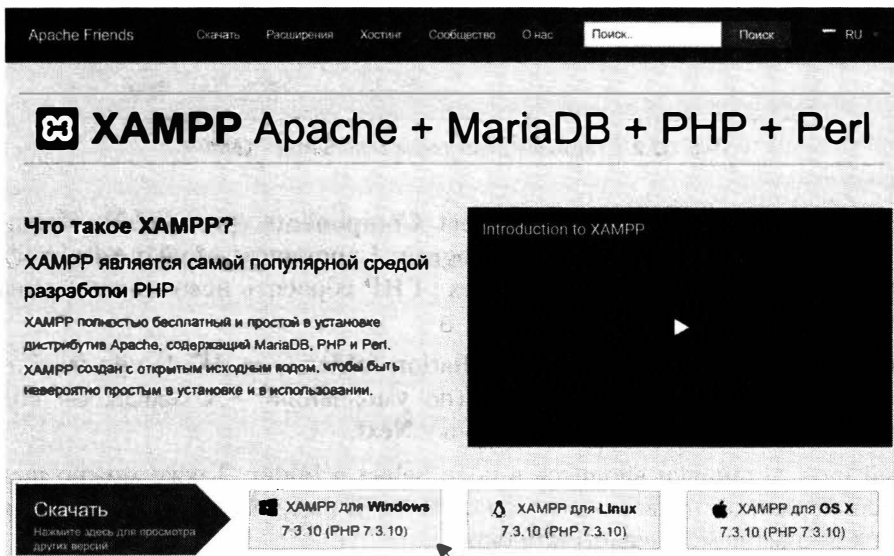 Apache Friends Скачать Расширения Хостинг Сообщество О нас Поиск... Поиск RU
XAMPP Apache + MariaDB + PHP + Perl
Что такое XAMPP?
XAMPP является самой популярной средой
разработки PHP
XAMPP полностью бесплатный и простой в установке
дистрибутив Apache, содержащий MariaDB, PHP и Perl.
XAMPP создан с открытым исходным кодом, чтобы быть
невероятно простым в установке и в использовании.
Introduction to XAMPP
Скачать
Нажмите здесь для просмотра
других версий
XAMPP для Windows
7.3.10 (PHP 7.3.10)
XAMPP для Linux
7.3.10 (PHP 7.3.10)
XAMPP для OS X
7.3.10 (PHP 7.3.10)